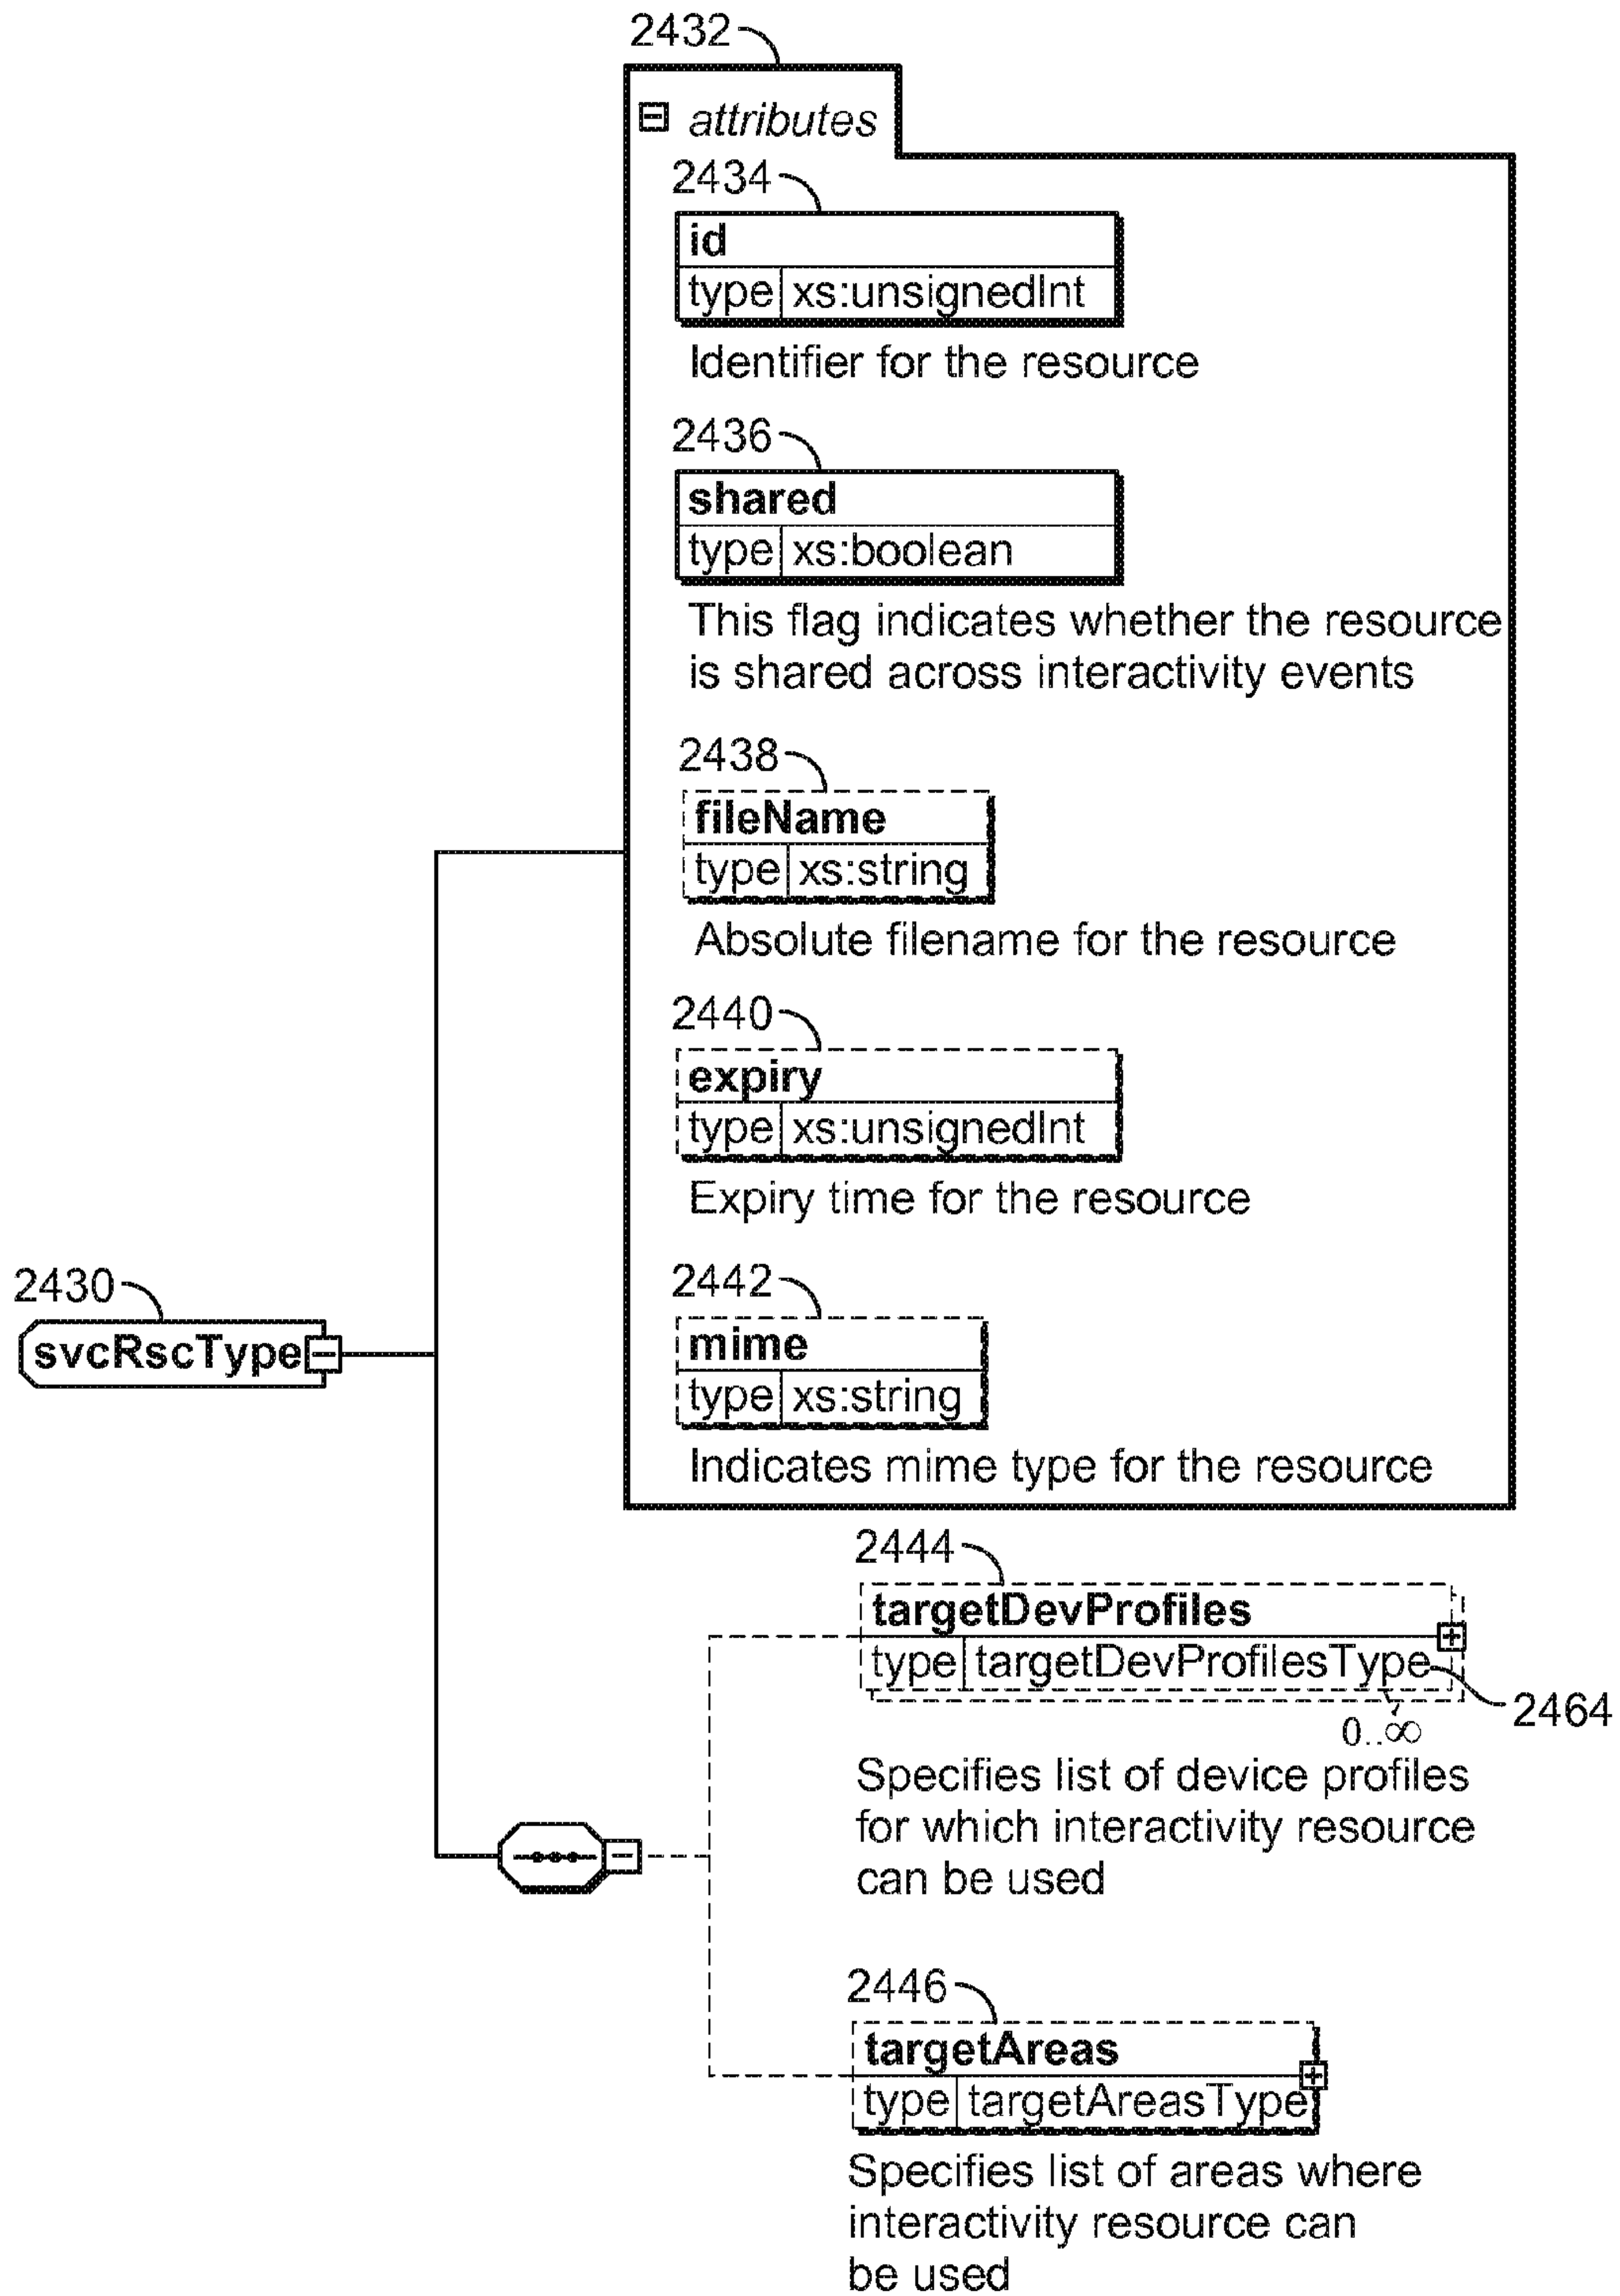 2432
attributes
2434
id
type xs:unsignedInt
Identifier for the resource
2436
shared
type xs:boolean
This flag indicates whether the resource
is shared across interactivity events
2438
fileName
type xs:string
Absolute filename for the resource
2440
expiry
type xs:unsignedInt
Expiry time for the resource
2442
mime
type xs:string
Indicates mime type for the resource
2430
svcRscType
2444
targetDevProfiles
type targetDevProfilesType
2464
0..∞
Specifies list of device profiles
for which interactivity resource
can be used
2446
targetAreas
type targetAreasType
Specifies list of areas where
interactivity resource can
be used